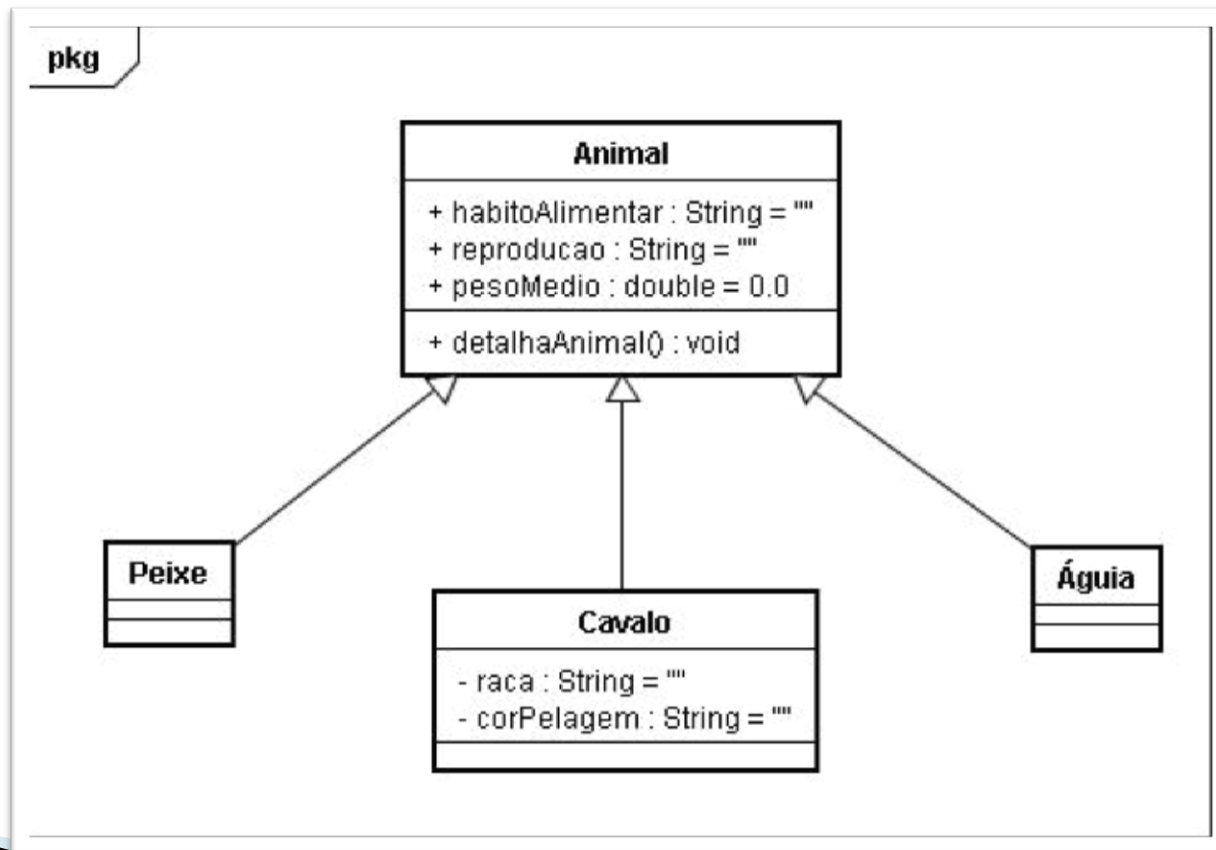 pkg
Animal
+ habitoAlimentar : String = ""
+ reproducao : String = ""
+ pesoMedio : double = 0.0
+ detalhaAnimal() : void
Peixe
Cavalo
- raca : String = ""
- corPelagem : String = ""
Águia